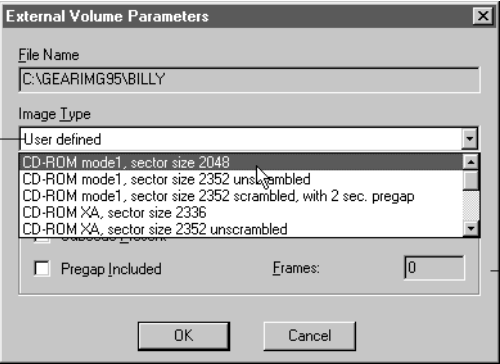 External Volume Parameters
File Name
C:\GEARIMG95\BILLY
Image Type
User defined
CD-ROM mode1, sector size 2048
CD-ROM mode1, sector size 2352 unscrambled
CD-ROM mode1, sector size 2352 scrambled, with 2 sec. pregap
CD-ROM XA, sector size 2336
CD-ROM XA, sector size 2352 unscrambled
Subcode Present
Pregap Included Frames: 0
OK Cancel